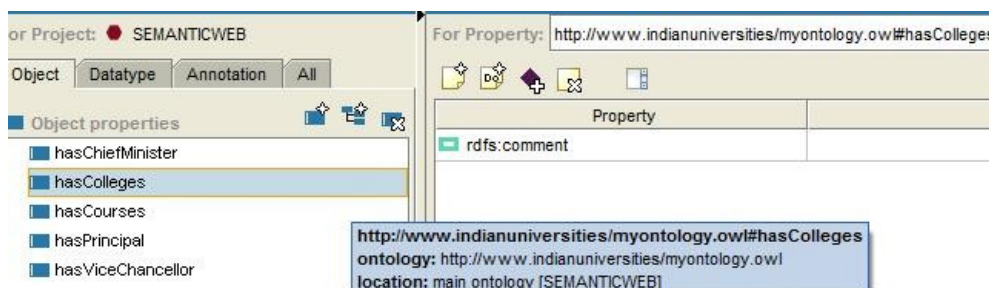 or Project: SEMANTICWEB
For Property: http://www.indianuniversities/myontology.owl#hasColleges
Object Datatype Annotation All
Object properties
Property
rdfs:comment
hasChiefMinister
hasColleges
hasCourses
hasPrincipal
hasViceChancellor
http://www.indianuniversities/myontology.owl#hasColleges
ontology: http://www.indianuniversities/myontology.owl
location: main ontology [SEMANTICWEB]